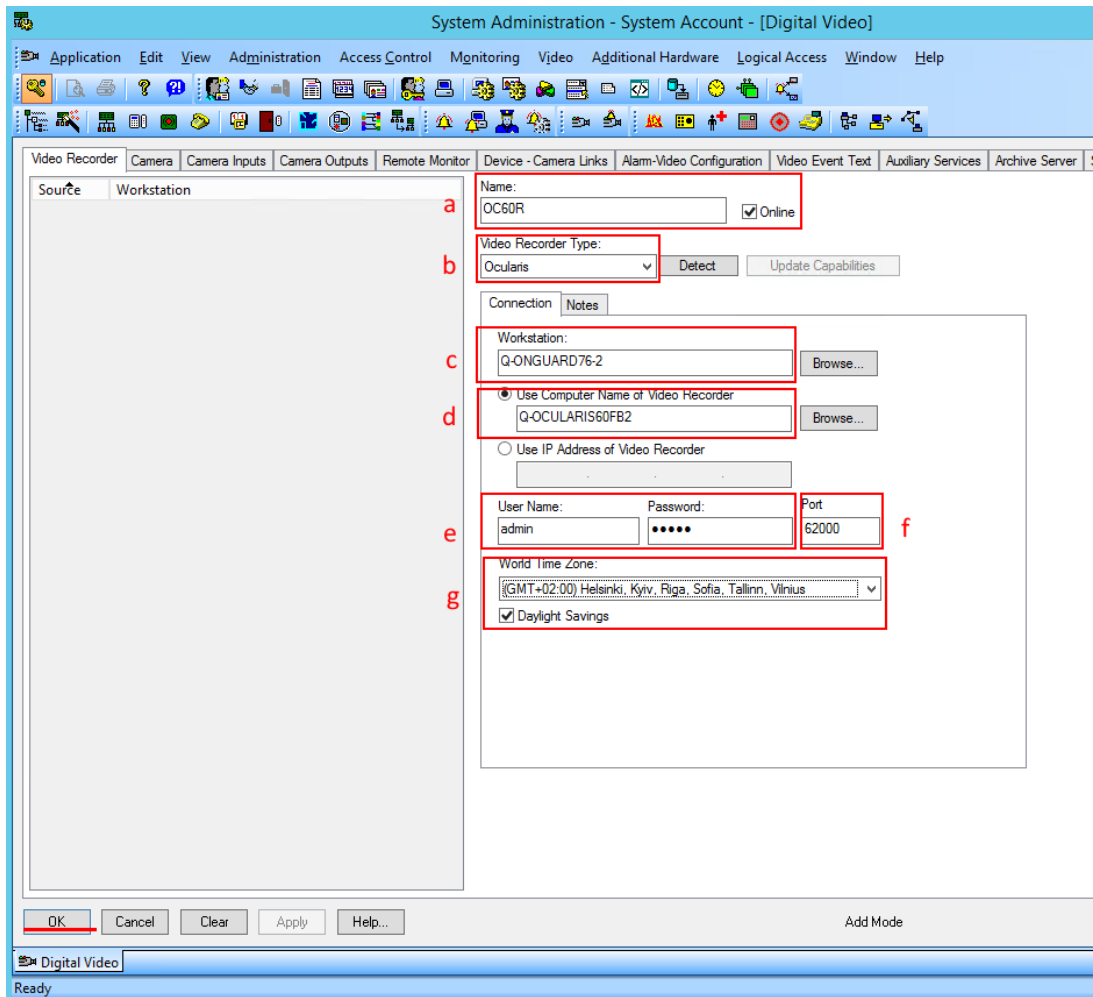 System Administration - System Account - [Digital Video]
Application Edit View Administration Access Control Monitoring Video Additional Hardware Logical Access Window Help
Video Recorder Camera Camera Inputs Camera Outputs Remote Monitor Device - Camera Links Alarm-Video Configuration Video Event Text Auxiliary Services Archive Server
Source Workstation
Name:
a OC60R Online
Video Recorder Type:
b Ocularis Detect Update Capabilities
Connection Notes
Workstation:
c Q-ONGUARD76-2 Browse...
Use Computer Name of Video Recorder
d Q-OCULARIS60FB2 Browse...
Use IP Address of Video Recorder
. . .
User Name: Password: Port
e admin ●●●●● 62000 f
World Time Zone:
g (GMT+02:00) Helsinki, Kyiv, Riga, Sofia, Tallinn, Vilnius
Daylight Savings
OK Cancel Clear Apply Help... Add Mode
Digital Video
Ready